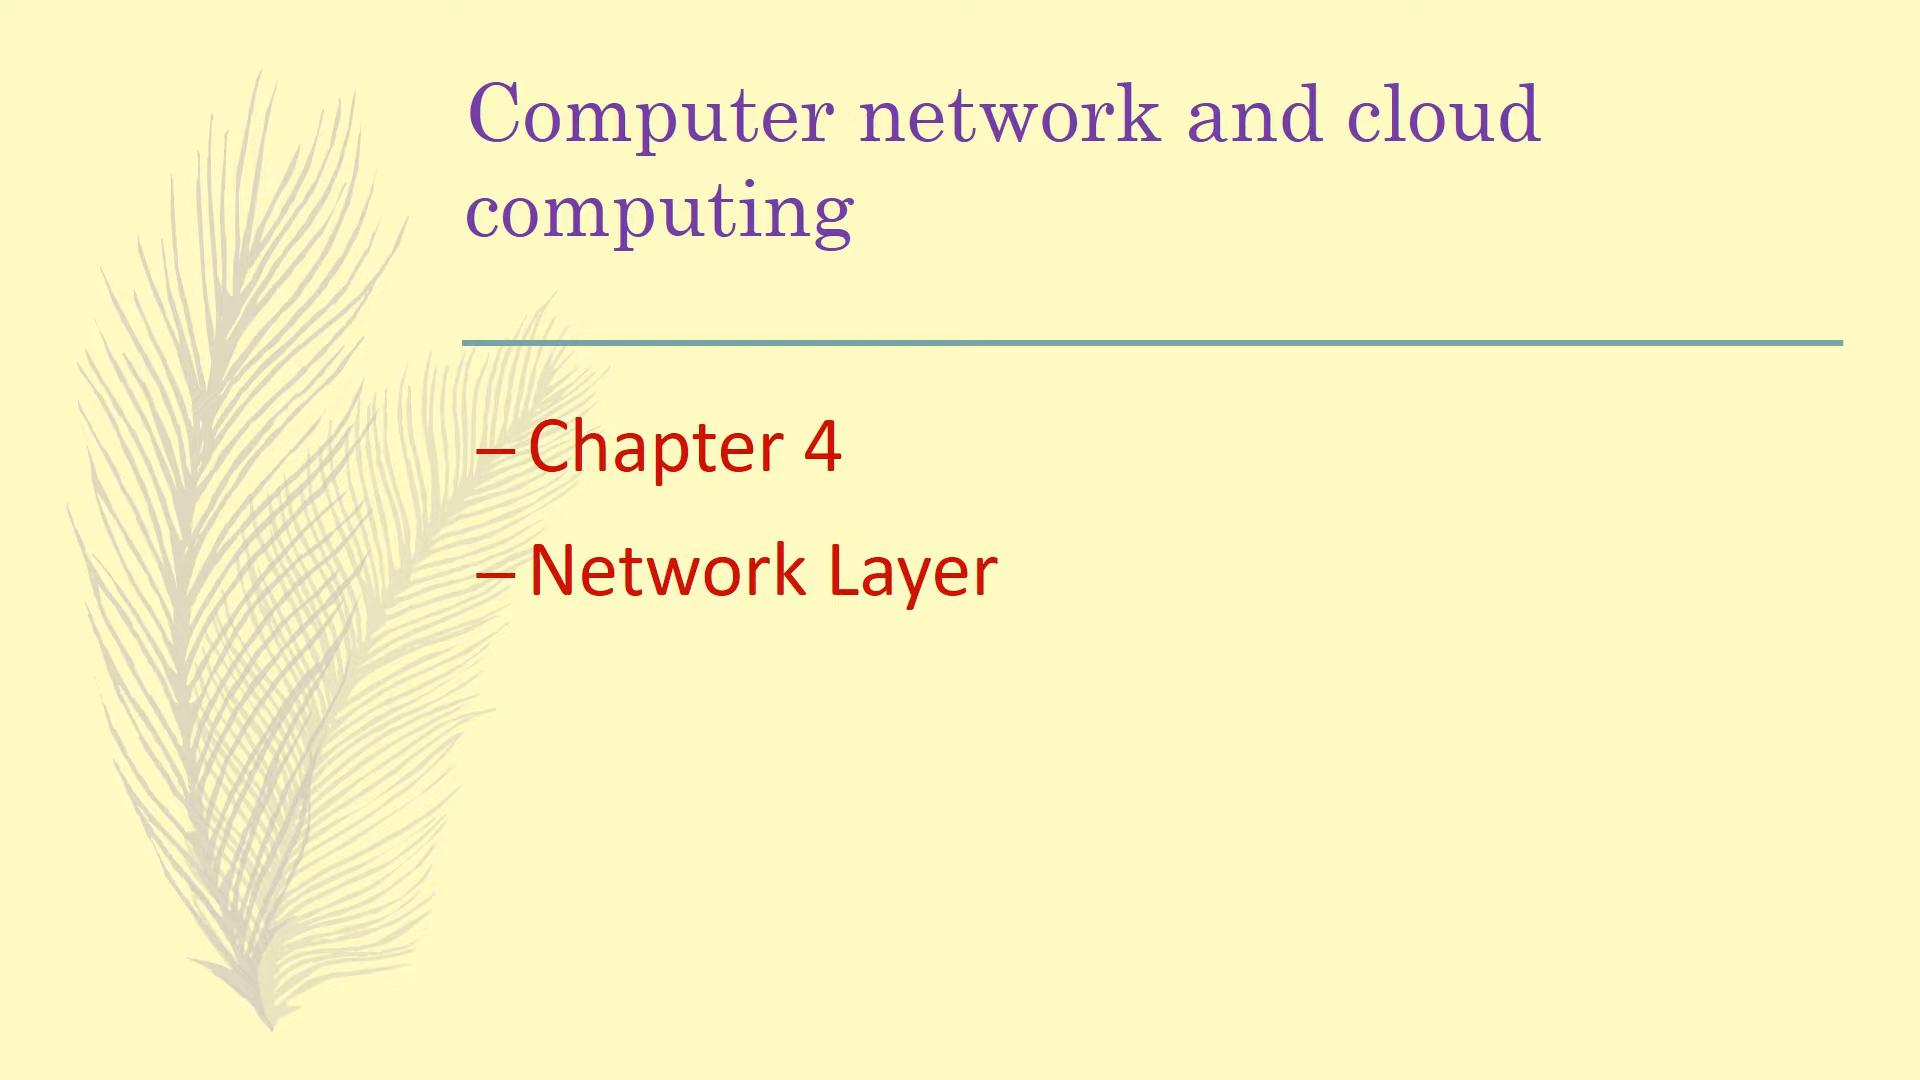 Computer network and cloud
computing
– Chapter 4
– Network Layer